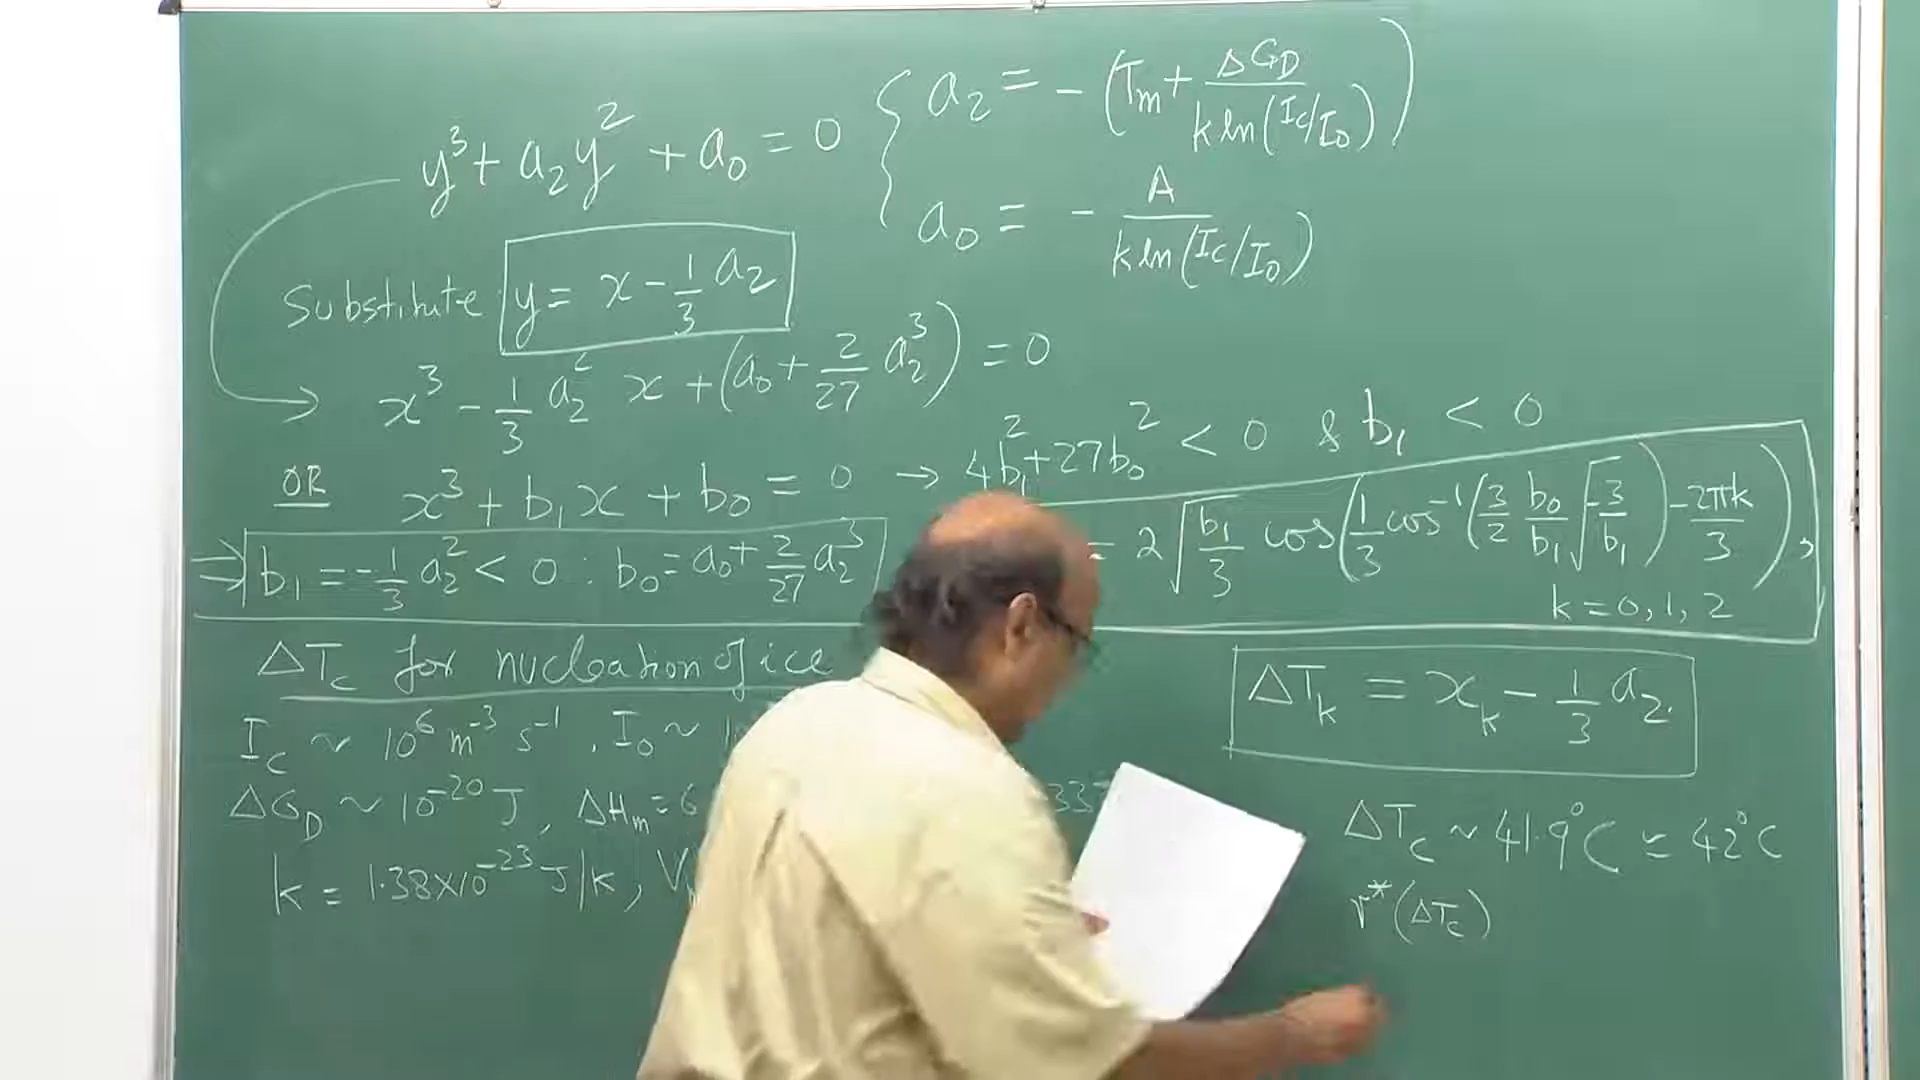 y³ + a₂y² + a₀ = 0 { a₂ = - (Tm + ΔG_D / k ln(Ic/I₀))
a₀ = - A / k ln(Ic/I₀)
Substitute y = x - 1/3 a₂
→ x³ - 1/3 a₂² x + (a₀ + 2/27 a₂³) = 0
OR x³ + b₁x + b₀ = 0 → 4b₁² + 27b₀² < 0 & b₁ < 0
⇒ b₁ = -1/3 a₂² < 0 : b₀ = a₀ + 2/27 a₂³
= 2√(b₁/3) cos(1/3 cos⁻¹(3/2 b₀/b₁ √(-3/b₁)) - 2πk/3),
k = 0, 1, 2
ΔTc for nucleation of ice
ΔT_k = x_k - 1/3 a₂.
Ic ~ 10⁶ m⁻³ s⁻¹, I₀ ~
ΔG_D ~ 10⁻²⁰ J, ΔHm = 6
k = 1.38×10⁻²³ J/K, V
ΔTc ~ 41.9°C ≃ 42°C
r*(ΔTc)